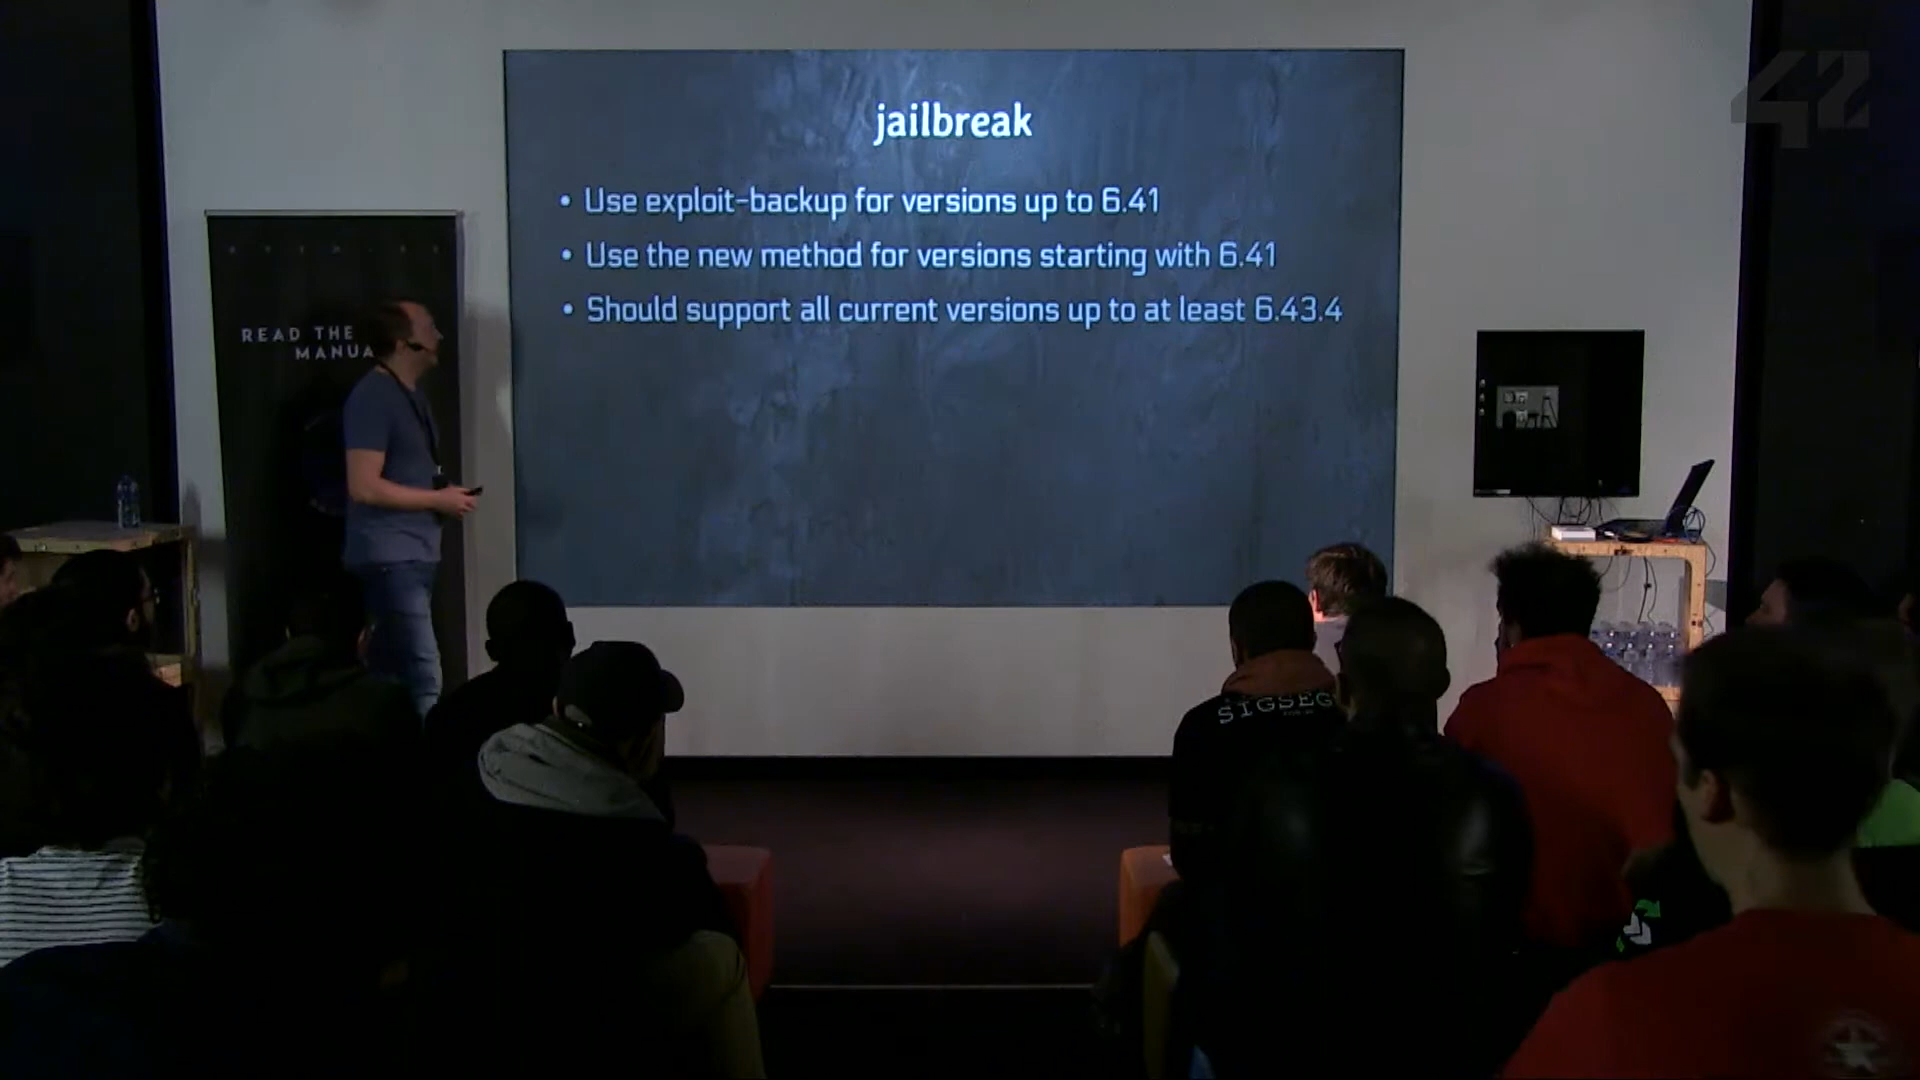 42
jailbreak
• Use exploit-backup for versions up to 6.41
• Use the new method for versions starting with 6.41
• Should support all current versions up to at least 6.43.4
READ THE
MANUA
SIGSEG